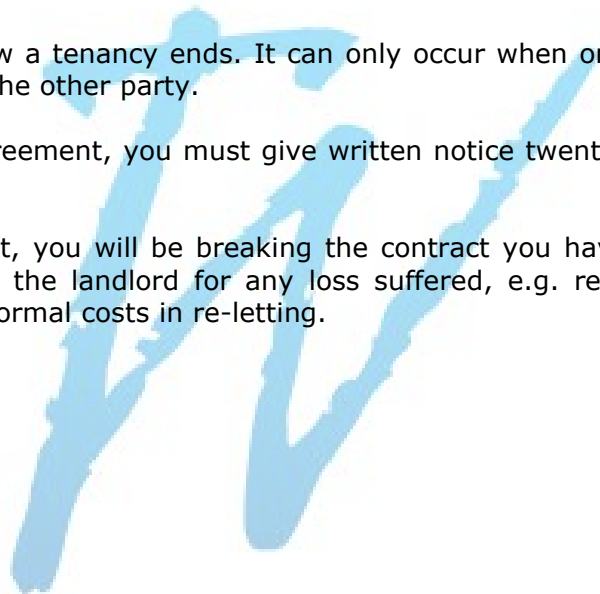 w a tenancy ends. It can only occur when or
he other party.
reement, you must give written notice twent
t, you will be breaking the contract you hav
the landlord for any loss suffered, e.g. re
ormal costs in re-letting.